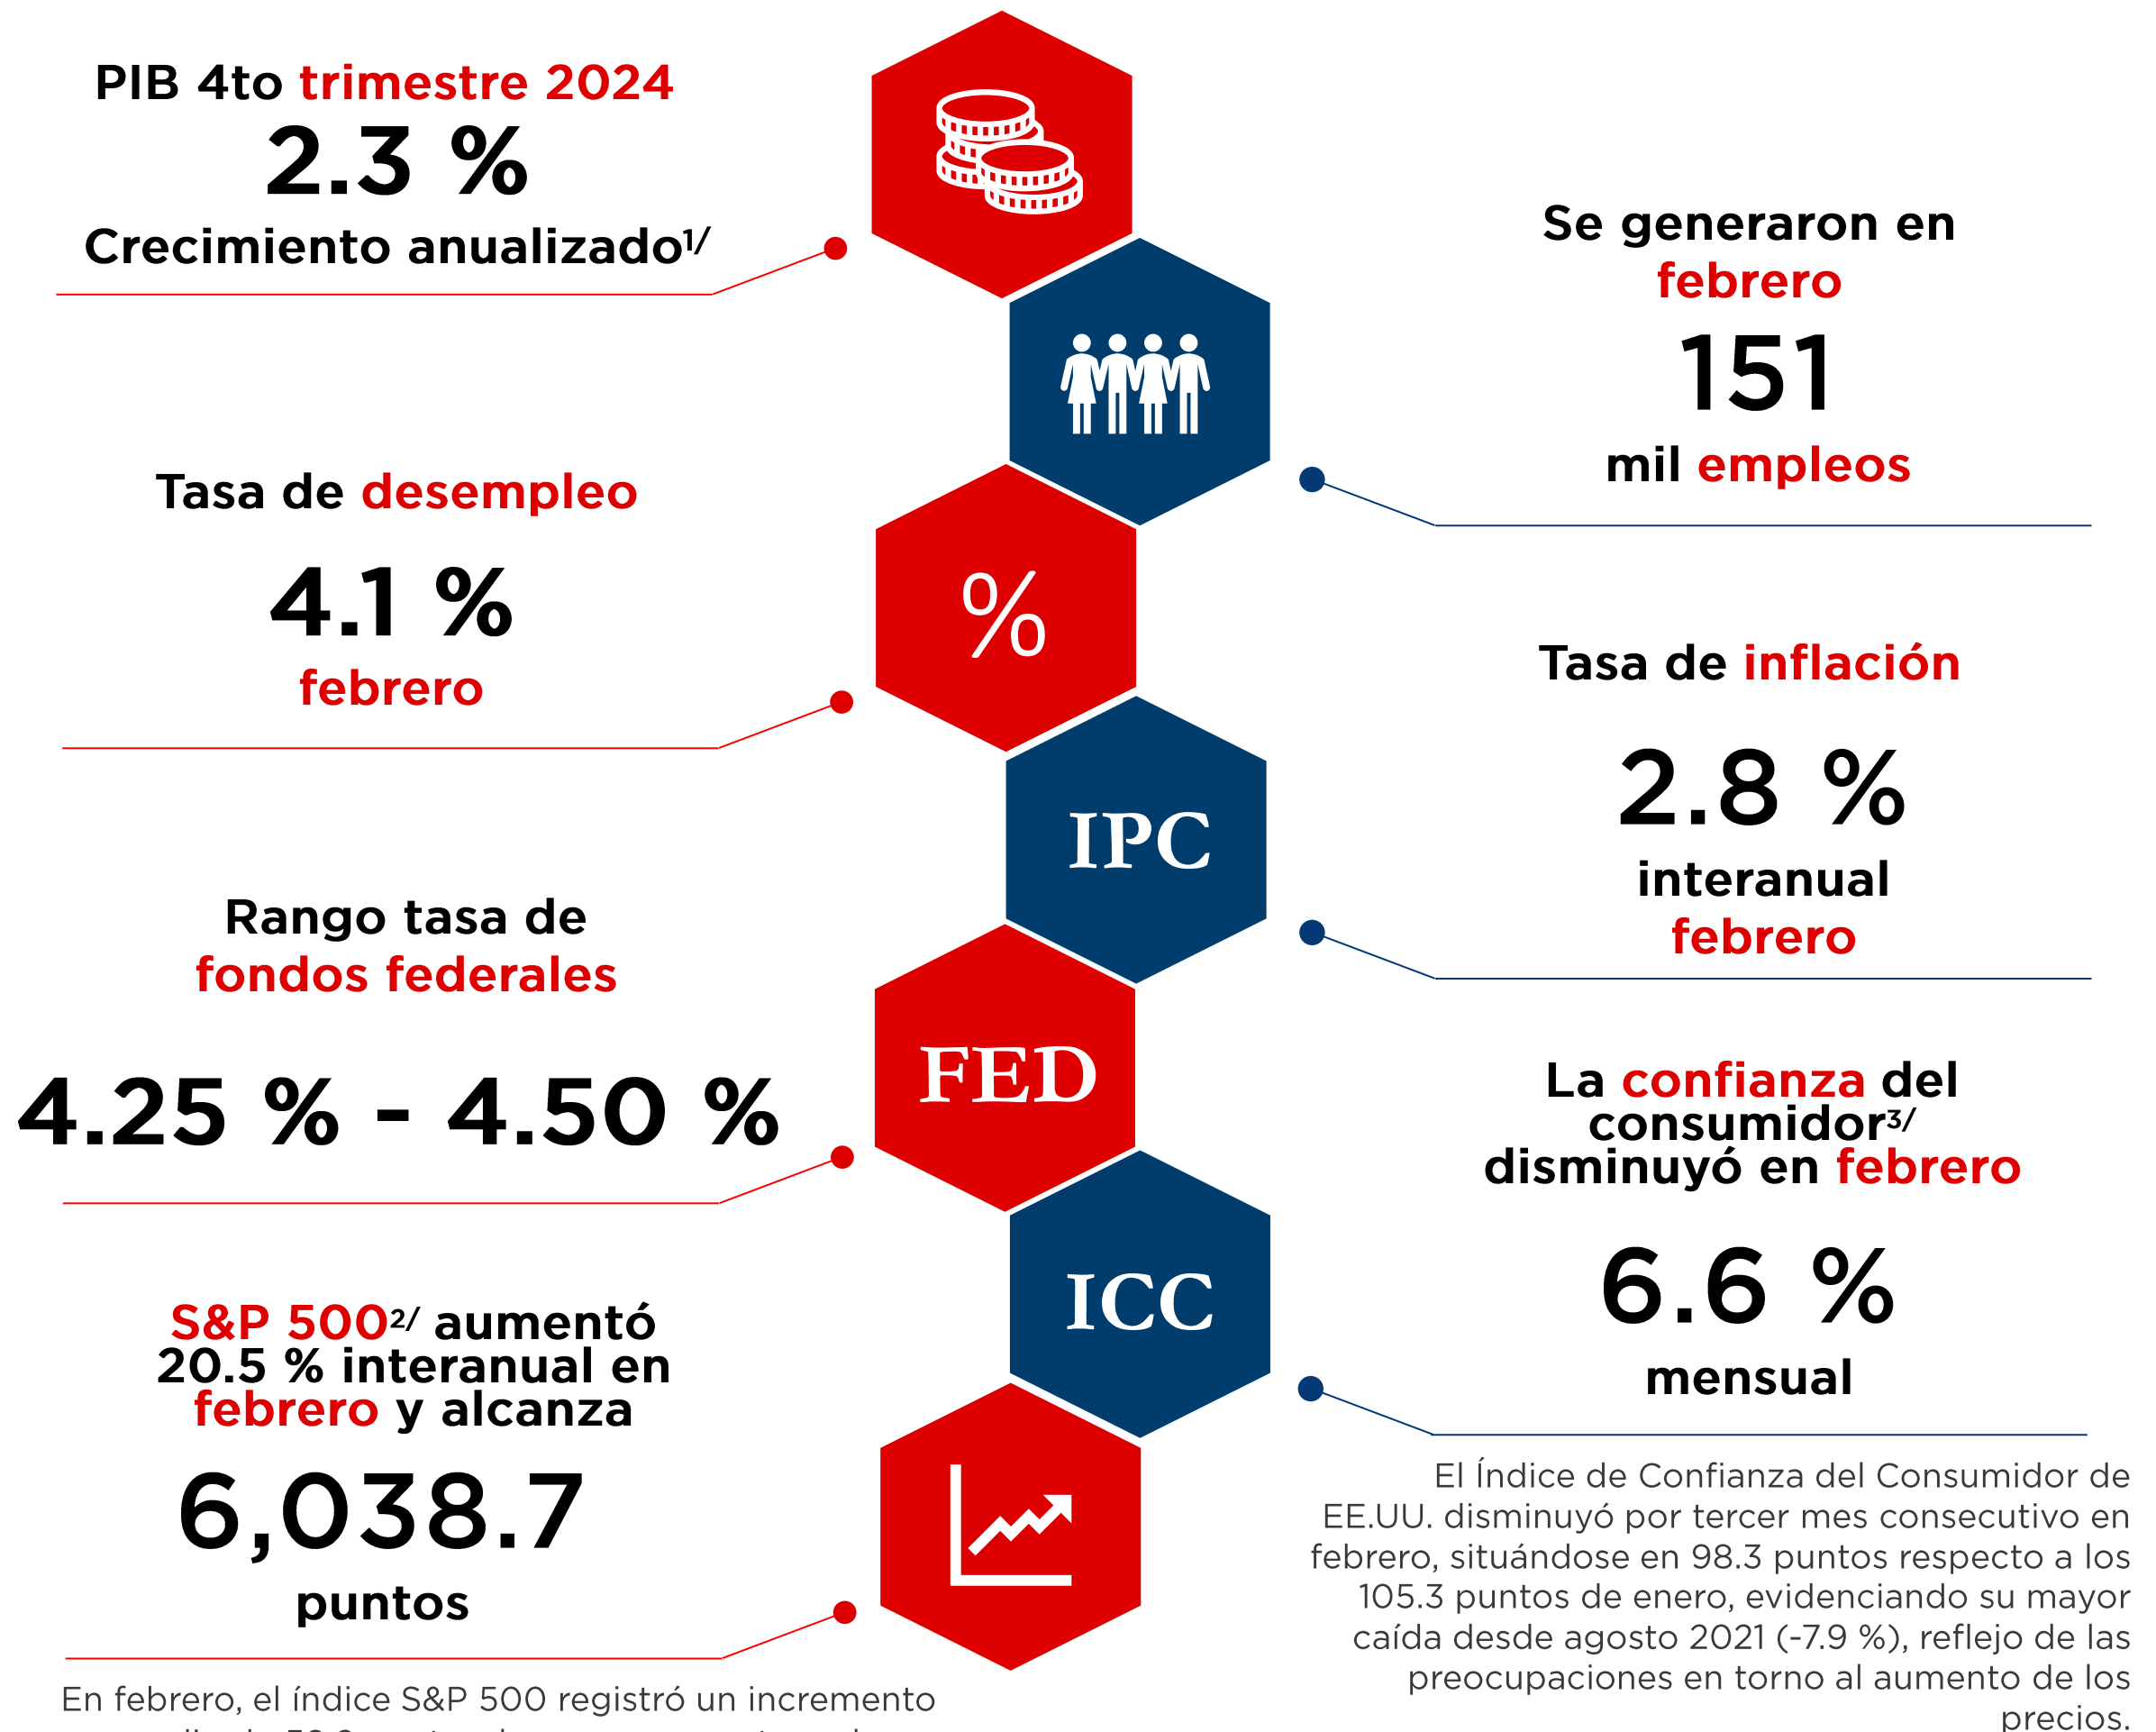 PIB 4to trimestre 2024
2.3 %
Crecimiento anualizado¹/
Se generaron en
febrero
151
mil empleos
Tasa de desempleo
4.1 %
febrero
%
Tasa de inflación
2.8 %
interanual
febrero
IPC
Rango tasa de
fondos federales
4.25 % - 4.50 %
FED
La confianza del
consumidor³/
disminuyó en febrero
6.6 %
mensual
ICC
S&P 500²/ aumentó
20.5 % interanual en
febrero y alcanza
6,038.7
puntos
El Índice de Confianza del Consumidor de
EE.UU. disminuyó por tercer mes consecutivo en
febrero, situándose en 98.3 puntos respecto a los
105.3 puntos de enero, evidenciando su mayor
caída desde agosto 2021 (-7.9 %), reflejo de las
preocupaciones en torno al aumento de los
precios.
En febrero, el índice S&P 500 registró un incremento